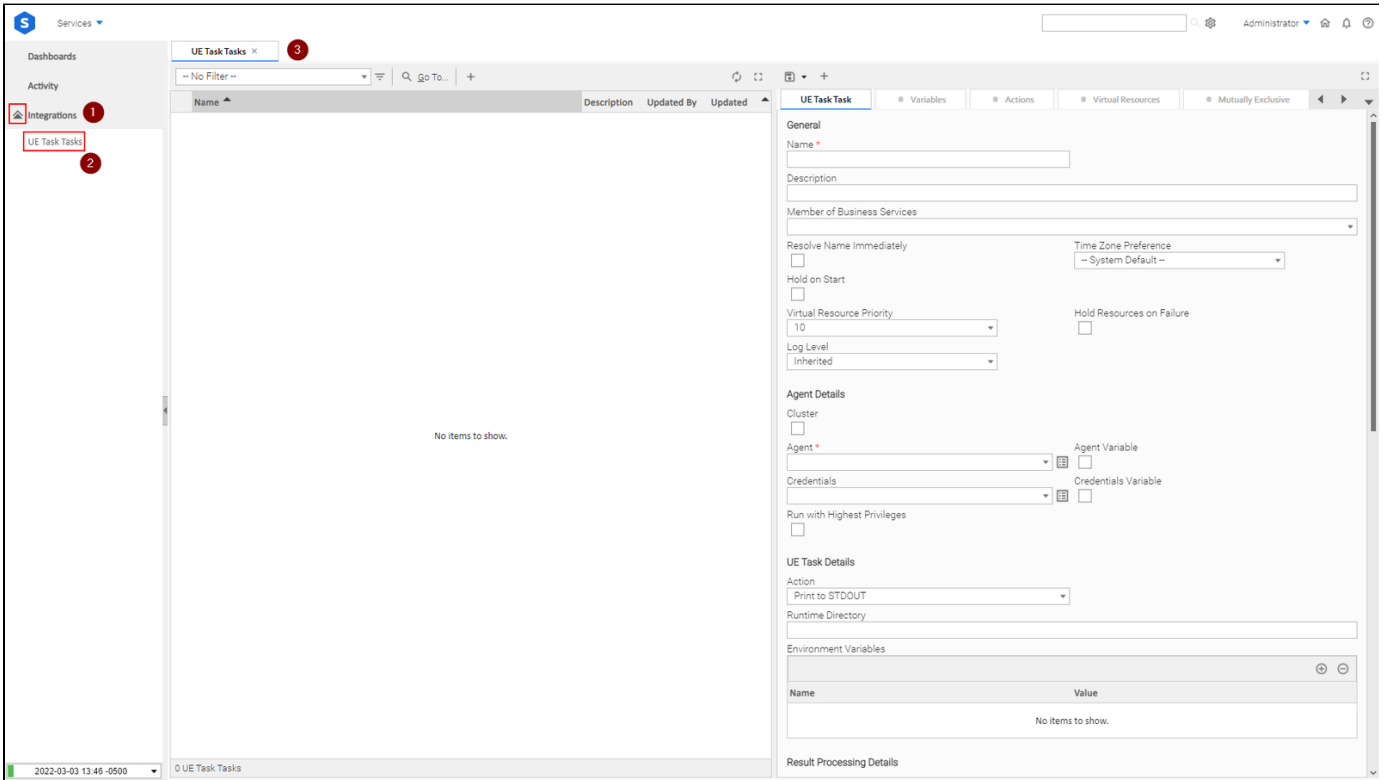 S Services Administrator
Dashboards
Activity
Integrations 1
UE Task Tasks
2
UE Task Tasks × 3
-- No Filter -- Go To...
Name Description Updated By Updated
No items to show.
0 UE Task Tasks
2022-03-03 13:46 -0500
UE Task Task Variables Actions Virtual Resources Mutually Exclusive
General
Name *
Description
Member of Business Services
Resolve Name Immediately Time Zone Preference
-- System Default --
Hold on Start
Virtual Resource Priority Hold Resources on Failure
10
Log Level
Inherited
Agent Details
Cluster
Agent * Agent Variable
Credentials Credentials Variable
Run with Highest Privileges
UE Task Details
Action
Print to STDOUT
Runtime Directory
Environment Variables
Name Value
No items to show.
Result Processing Details